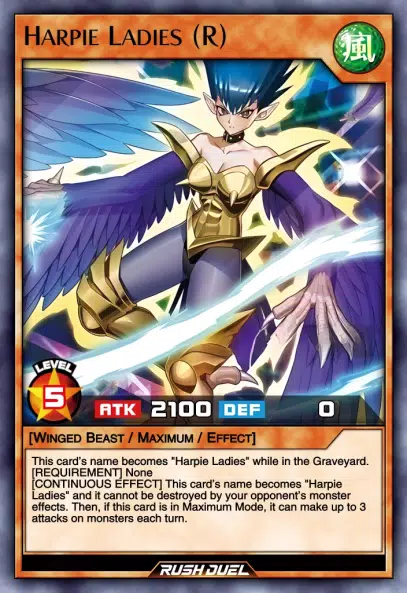 HARPIE LADIES (R)
風
LEVEL
5
ATK 2100 DEF 0
[WINGED BEAST / MAXIMUM / EFFECT]
This card's name becomes "Harpie Ladies" while in the Graveyard.
[REQUIREMENT] None
[CONTINUOUS EFFECT] This card's name becomes "Harpie
Ladies" and it cannot be destroyed by your opponent's monster
effects. Then, if this card is in Maximum Mode, it can make up to 3
attacks on monsters each turn.
RUSH DUEL